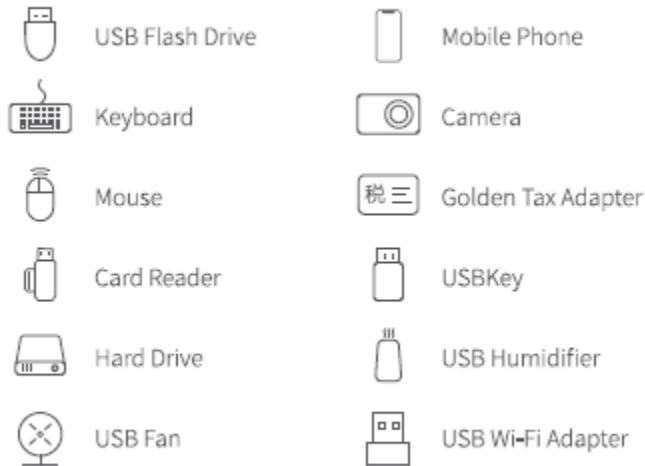 USB Flash Drive
Mobile Phone
Keyboard
Camera
Mouse
税
Golden Tax Adapter
Card Reader
USBKey
Hard Drive
USB Humidifier
USB Fan
USB Wi-Fi Adapter